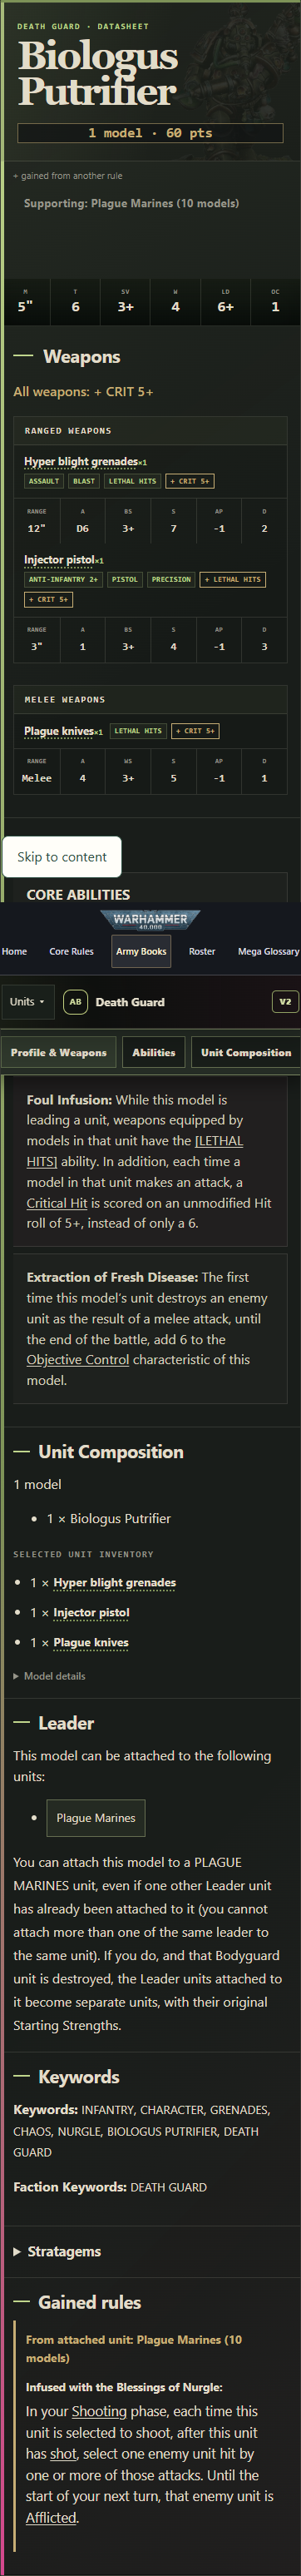 DEATH GUARD · DATASHEET
Biologus
Putrifier
1 model · 60 pts
+ gained from another rule
Supporting: Plague Marines (10 models)
M T SV W LD OC
5" 6 3+ 4 6+ 1
— Weapons
All weapons: + CRIT 5+
RANGED WEAPONS
Hyper blight grenades×1
ASSAULT BLAST LETHAL HITS + CRIT 5+
RANGE A BS S AP D
12" D6 3+ 7 -1 2
Injector pistol×1
ANTI-INFANTRY 2+ PISTOL PRECISION + LETHAL HITS
+ CRIT 5+
RANGE A BS S AP D
3" 1 3+ 4 -1 3
MELEE WEAPONS
Plague knives×1 LETHAL HITS + CRIT 5+
RANGE A WS S AP D
Melee 4 3+ 5 -1 1
Skip to content
CORE ABILITIES
WARHAMMER
40,000
Home Core Rules Army Books Roster Mega Glossary
Units ▾ AB Death Guard V2
Profile & Weapons Abilities Unit Composition
Foul Infusion: While this model is
leading a unit, weapons equipped by
models in that unit have the [LETHAL
HITS] ability. In addition, each time a
model in that unit makes an attack, a
Critical Hit is scored on an unmodified Hit
roll of 5+, instead of only a 6.
Extraction of Fresh Disease: The first
time this model's unit destroys an enemy
unit as the result of a melee attack, until
the end of the battle, add 6 to the
Objective Control characteristic of this
model.
— Unit Composition
1 model
• 1 × Biologus Putrifier
SELECTED UNIT INVENTORY
• 1 × Hyper blight grenades
• 1 × Injector pistol
• 1 × Plague knives
▶ Model details
— Leader
This model can be attached to the following
units:
• Plague Marines
You can attach this model to a PLAGUE
MARINES unit, even if one other Leader unit
has already been attached to it (you cannot
attach more than one of the same leader to
the same unit). If you do, and that Bodyguard
unit is destroyed, the Leader units attached to
it become separate units, with their original
Starting Strengths.
— Keywords
Keywords: INFANTRY, CHARACTER, GRENADES,
CHAOS, NURGLE, BIOLOGUS PUTRIFIER, DEATH
GUARD
Faction Keywords: DEATH GUARD
▶ Stratagems
— Gained rules
From attached unit: Plague Marines (10
models)
Infused with the Blessings of Nurgle:
In your Shooting phase, each time this
unit is selected to shoot, after this unit
has shot, select one enemy unit hit by
one or more of those attacks. Until the
start of your next turn, that enemy unit is
Afflicted.